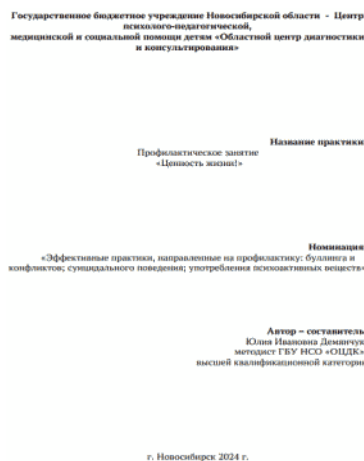 Государственное бюджетное учреждение Новосибирской области - Центр
психолого-педагогической,
медицинской и социальной помощи детям «Областной центр диагностики
и консультирования»
Название практики
Профилактическое занятие
«Ценность жизни!»
Номинация
«Эффективные практики, направленные на профилактику: буллинга и
конфликтов; суицидального поведения; употребления психоактивных веществ»
Автор – составитель
Юлия Ивановна Демянчук
методист ГБУ НСО «ОЦДК»
высшей квалификационной категории
г. Новосибирск 2024 г.